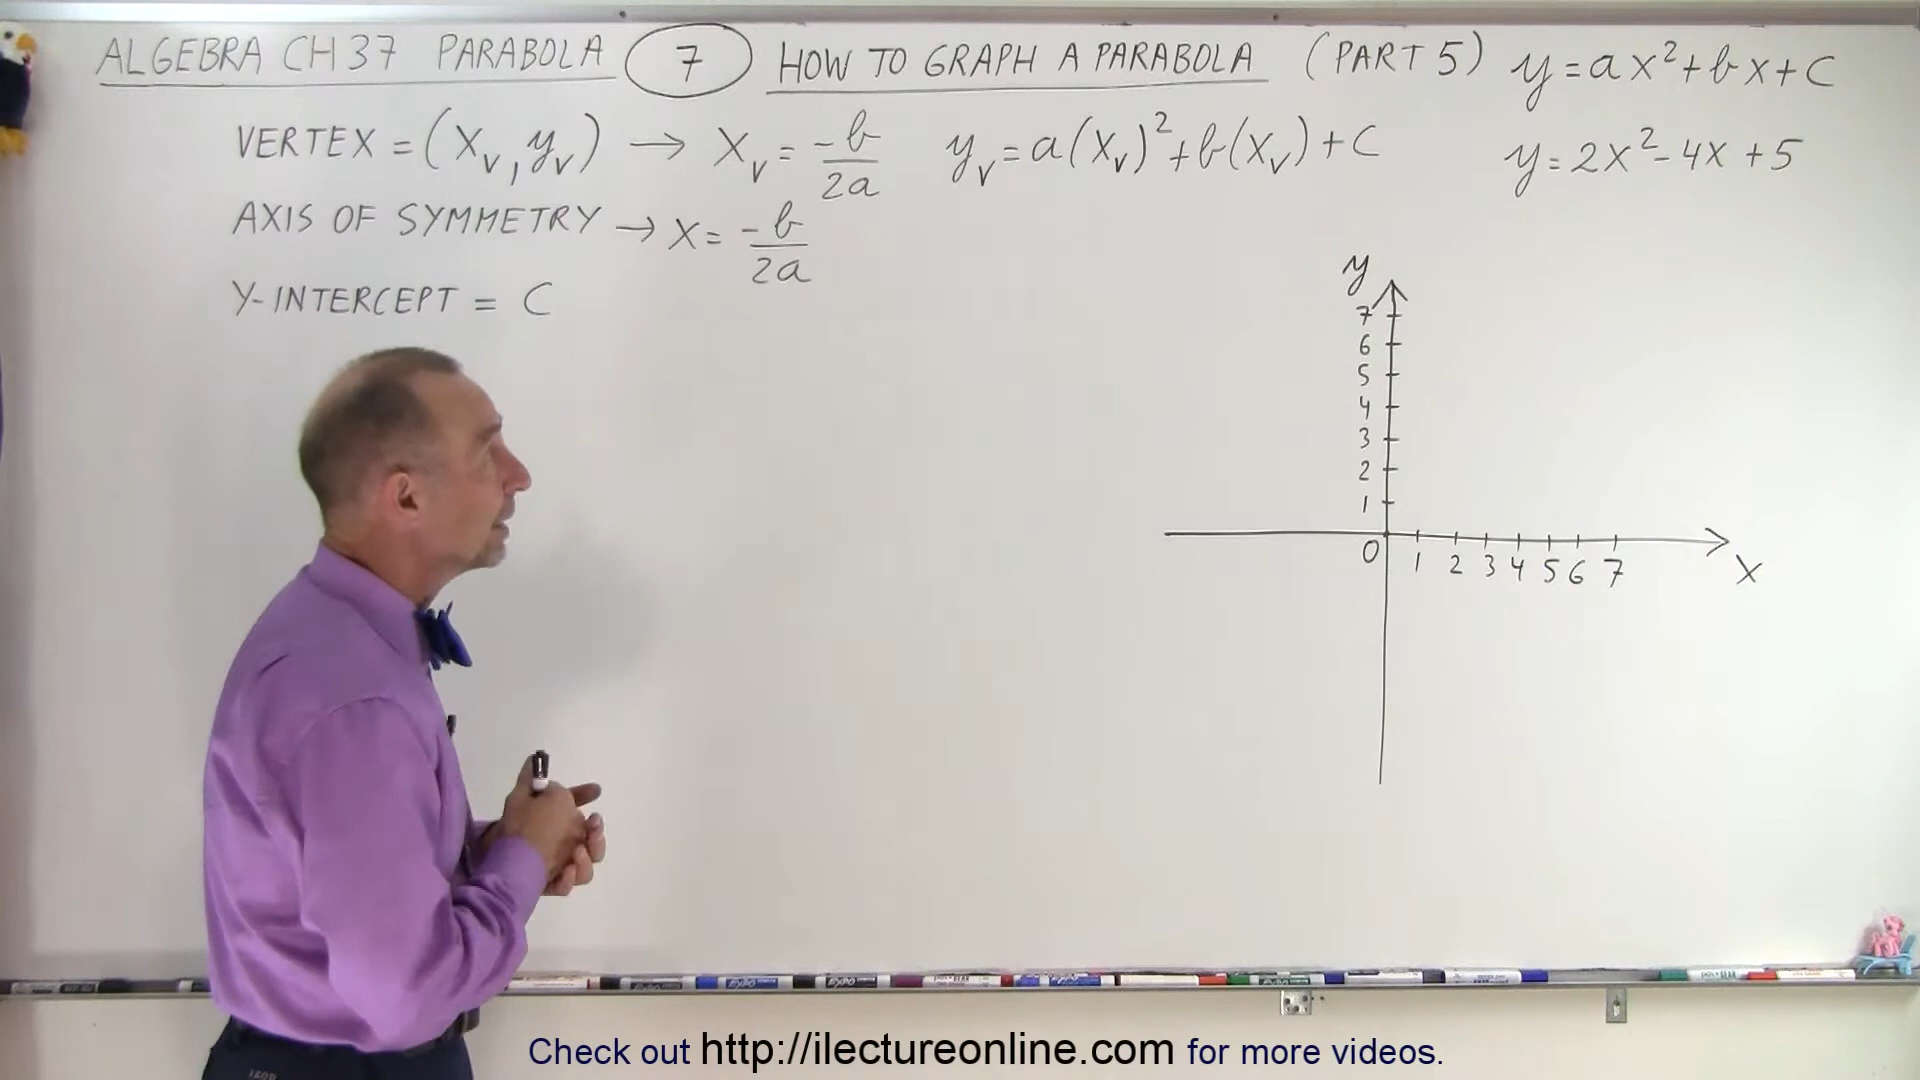 ALGEBRA CH 37 PARABOLA 7 HOW TO GRAPH A PARABOLA (PART 5) y = ax² + bx + C
VERTEX = (Xv, yv) → Xv = -b/2a yv = a(Xv)² + b(Xv) + C y = 2x² - 4x + 5
AXIS OF SYMMETRY → X = -b/2a
Y-INTERCEPT = C
y
7
6
5
4
3
2
1
0 1 2 3 4 5 6 7 X
Check out http://ilectureonline.com for more videos.